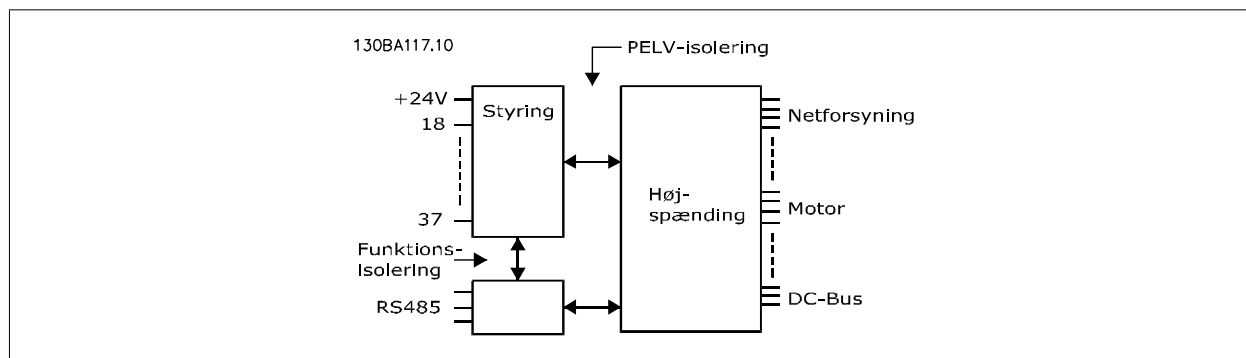 130BA117.10
PELV-isolering
+24V
Styring
18
37
Funktions-
isolering
RS485
Høj-
spænding
Netforsyning
Motor
DC-Bus